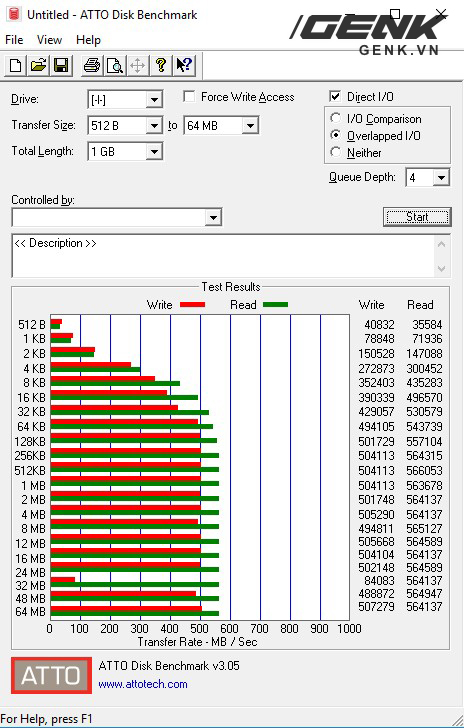 Untitled - ATTO Disk Benchmark
GENK
GENK.VN
File View Help
Drive: [-I-] Force Write Access Direct I/O
Transfer Size: 512 B to 64 MB I/O Comparison
Overlapped I/O
Total Length: 1 GB Neither
Queue Depth: 4
Controlled by:
Start
<< Description >>
Test Results
Write Read Write Read
512 B 40832 35584
1 KB 78848 71936
2 KB 150528 147088
4 KB 272873 300452
8 KB 352403 435283
16 KB 390339 496570
32 KB 429057 530579
64 KB 494105 543739
128KB 501729 557104
256KB 504113 564315
512KB 504113 566053
1 MB 504113 563678
2 MB 501748 564137
4 MB 505290 564137
8 MB 494811 565127
12 MB 505668 564589
16 MB 504104 564137
24 MB 502148 564589
32 MB 84083 564137
48 MB 488872 564947
64 MB 507279 564137
0 100 200 300 400 500 600 700 800 900 1000
Transfer Rate - MB / Sec
ATTO ATTO Disk Benchmark v3.05
www.attotech.com
For Help, press F1